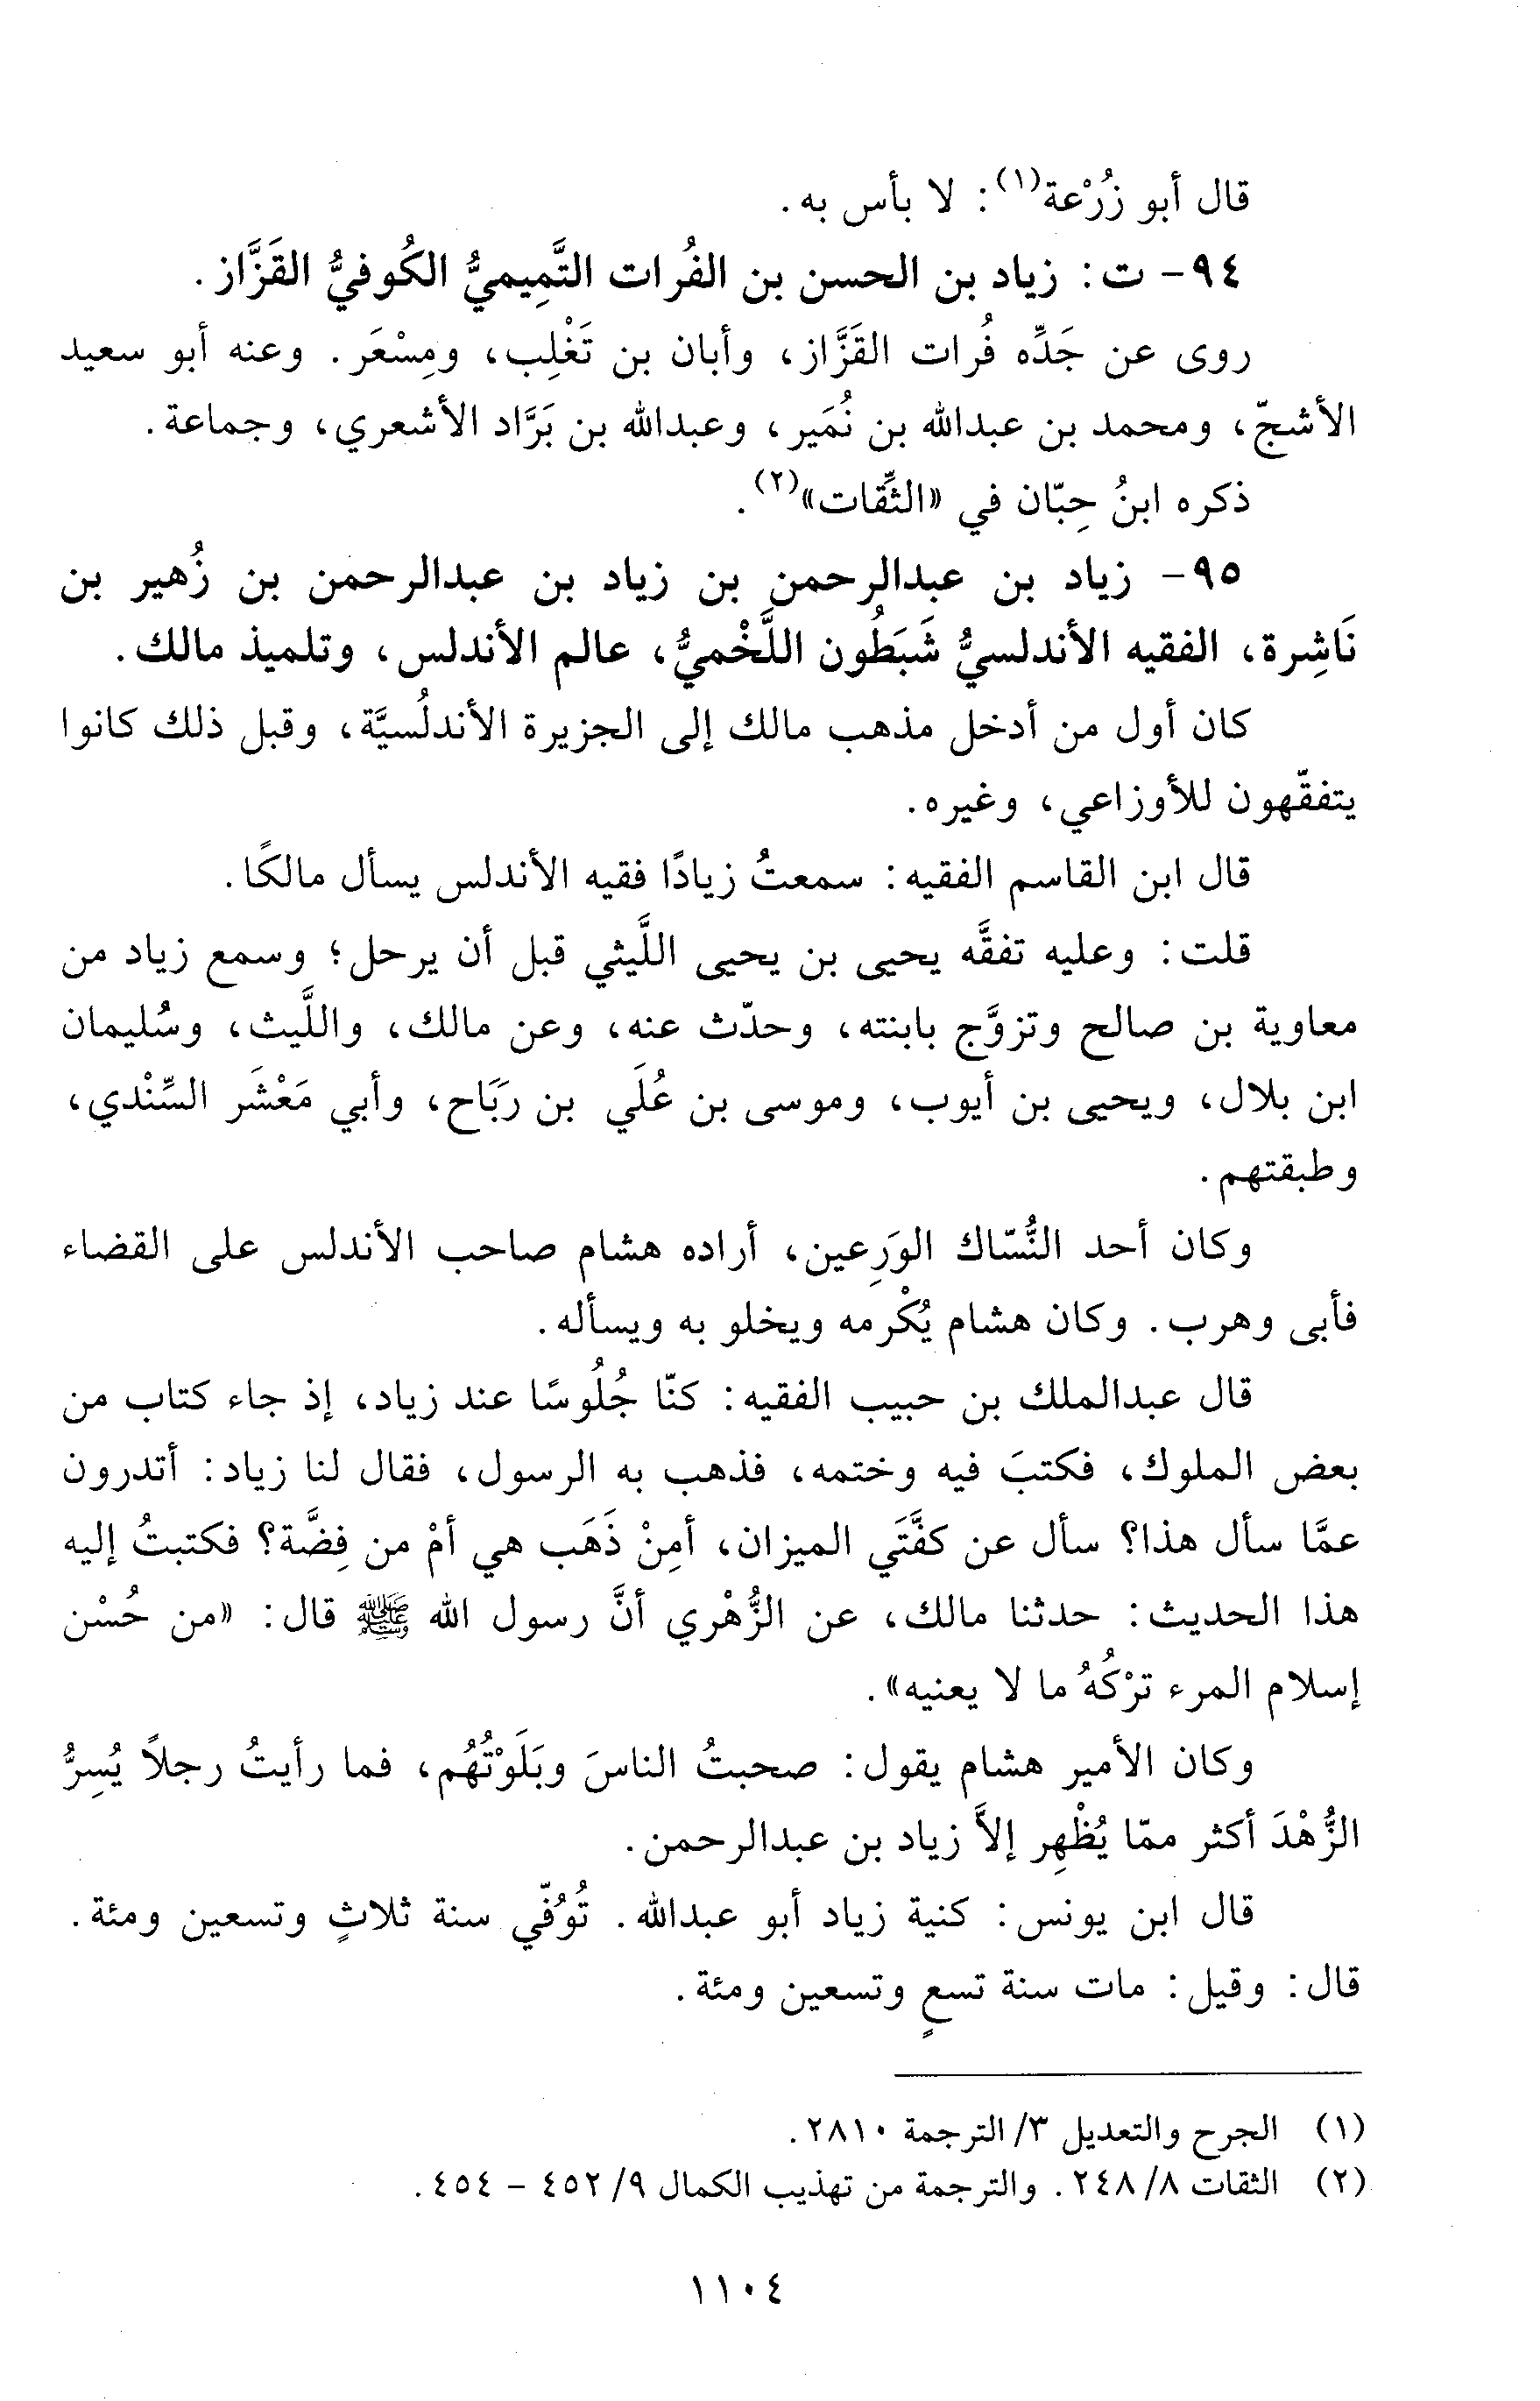 قال أبو زُرْعة(١): لا بأس به.
٩٤- ت: زياد بن الحسن بن الفُرات التَّمِيميُّ الكُوفيُّ القَزَّاز.
روى عن جَدِّه فُرات القَزَّاز، وأبان بن تَغْلِب، ومِسْعَر. وعنه أبو سعيد
الأشجّ، ومحمد بن عبدالله بن نُمَير، وعبدالله بن بَرَّاد الأشعري، وجماعة.
ذكره ابنُ حِبّان في «الثِّقات»(٢).
٩٥- زياد بن عبدالرحمن بن زياد بن عبدالرحمن بن زُهير بن
نَاشِرة، الفقيه الأندلسيُّ شَبَطُون اللَّخْميُّ، عالم الأندلس، وتلميذ مالك.
كان أول من أدخل مذهب مالك إلى الجزيرة الأندلُسيَّة، وقبل ذلك كانوا
يتفقّهون للأوزاعي، وغيره.
قال ابن القاسم الفقيه: سمعتُ زيادًا فقيه الأندلس يسأل مالكًا.
قلت: وعليه تفقَّه يحيى بن يحيى اللَّيثي قبل أن يرحل؛ وسمع زياد من
معاوية بن صالح وتزوَّج بابنته، وحدّث عنه، وعن مالك، واللَّيث، وسُليمان
ابن بلال، ويحيى بن أيوب، وموسى بن عُلَي بن رَبَاح، وأبي مَعْشَر السِّنْدي،
وطبقتهم.
وكان أحد النُّسّاك الوَرِعين، أراده هشام صاحب الأندلس على القضاء
فأبى وهرب. وكان هشام يُكْرمه ويخلو به ويسأله.
قال عبدالملك بن حبيب الفقيه: كنّا جُلُوسًا عند زياد، إذ جاء كتاب من
بعض الملوك، فكتبَ فيه وختمه، فذهب به الرسول، فقال لنا زياد: أتدرون
عمَّا سأل هذا؟ سأل عن كفَّتَي الميزان، أمِنْ ذَهَب هي أمْ من فِضَّة؟ فكتبتُ إليه
هذا الحديث: حدثنا مالك، عن الزُّهْري أنَّ رسول الله ﷺ قال: «من حُسْن
إسلام المرء ترْكُهُ ما لا يعنيه».
وكان الأمير هشام يقول: صحبتُ الناسَ وبَلَوْتُهُم، فما رأيتُ رجلاً يُسِرُّ
الزُّهْدَ أكثر ممّا يُظْهِر إلاَّ زياد بن عبدالرحمن.
قال ابن يونس: كنية زياد أبو عبدالله. تُوُفّي سنة ثلاثٍ وتسعين ومئة.
قال: وقيل: مات سنة تسعٍ وتسعين ومئة.
(١) الجرح والتعديل ٣/ الترجمة ٢٨١٠.
(٢) الثقات ٨/ ٢٤٨. والترجمة من تهذيب الكمال ٩/ ٤٥٢ - ٤٥٤.
١١٠٤